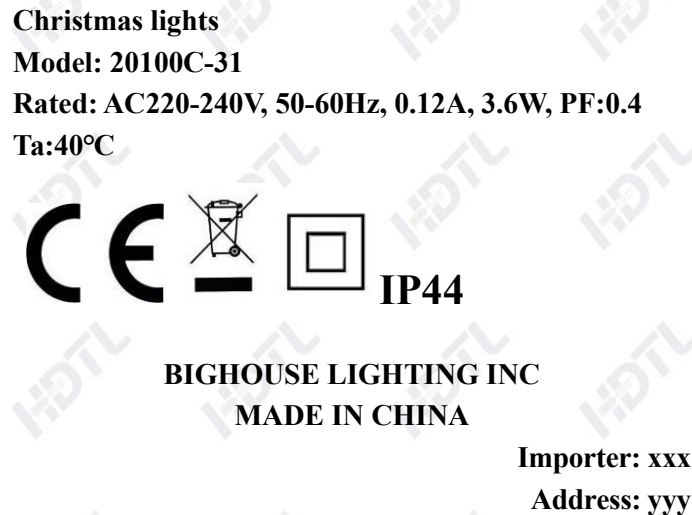 Christmas lights
Model: 20100C-31
Rated: AC220-240V, 50-60Hz, 0.12A, 3.6W, PF:0.4
Ta:40℃
CE IP44
BIGHOUSE LIGHTING INC
MADE IN CHINA
Importer: xxx
Address: yyy
HDTL